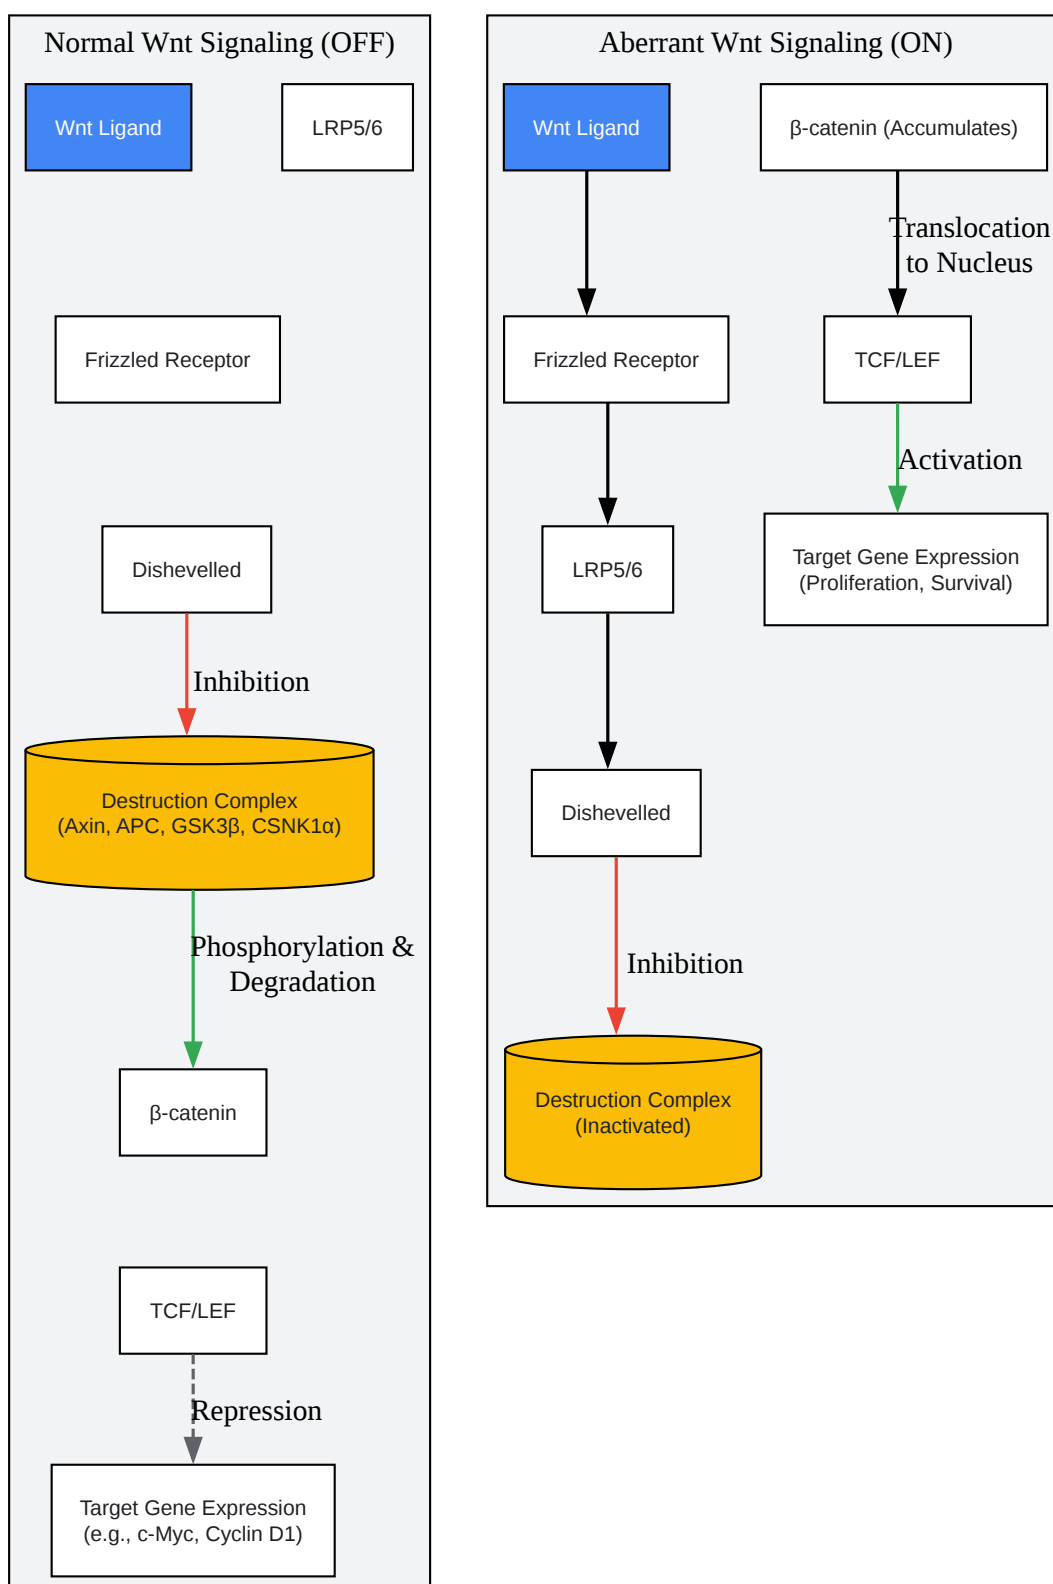 Normal Wnt Signaling (OFF)
Wnt Ligand
LRP5/6
Frizzled Receptor
Dishevelled
Inhibition
Destruction Complex
(Axin, APC, GSK3β, CSNK1α)
Phosphorylation &
Degradation
β-catenin
TCF/LEF
Repression
Target Gene Expression
(e.g., c-Myc, Cyclin D1)
Aberrant Wnt Signaling (ON)
Wnt Ligand
β-catenin (Accumulates)
Translocation
to Nucleus
Frizzled Receptor
TCF/LEF
Activation
LRP5/6
Target Gene Expression
(Proliferation, Survival)
Dishevelled
Inhibition
Destruction Complex
(Inactivated)